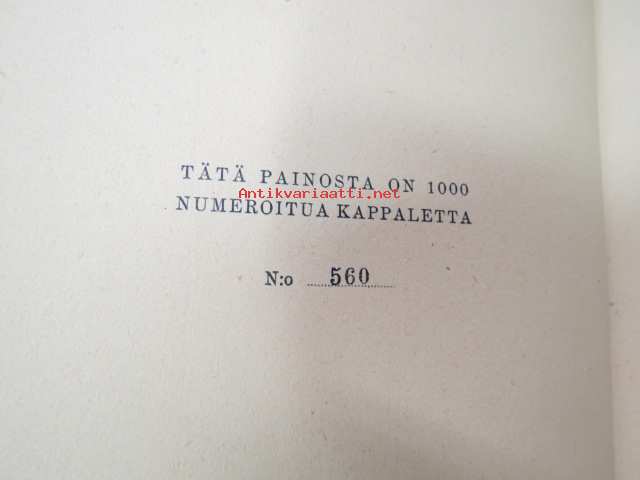 TÄTÄ PAINOSTA ON 1000
Antikvariaatti.net
NUMEROITUA KAPPALETTA
N:o 560